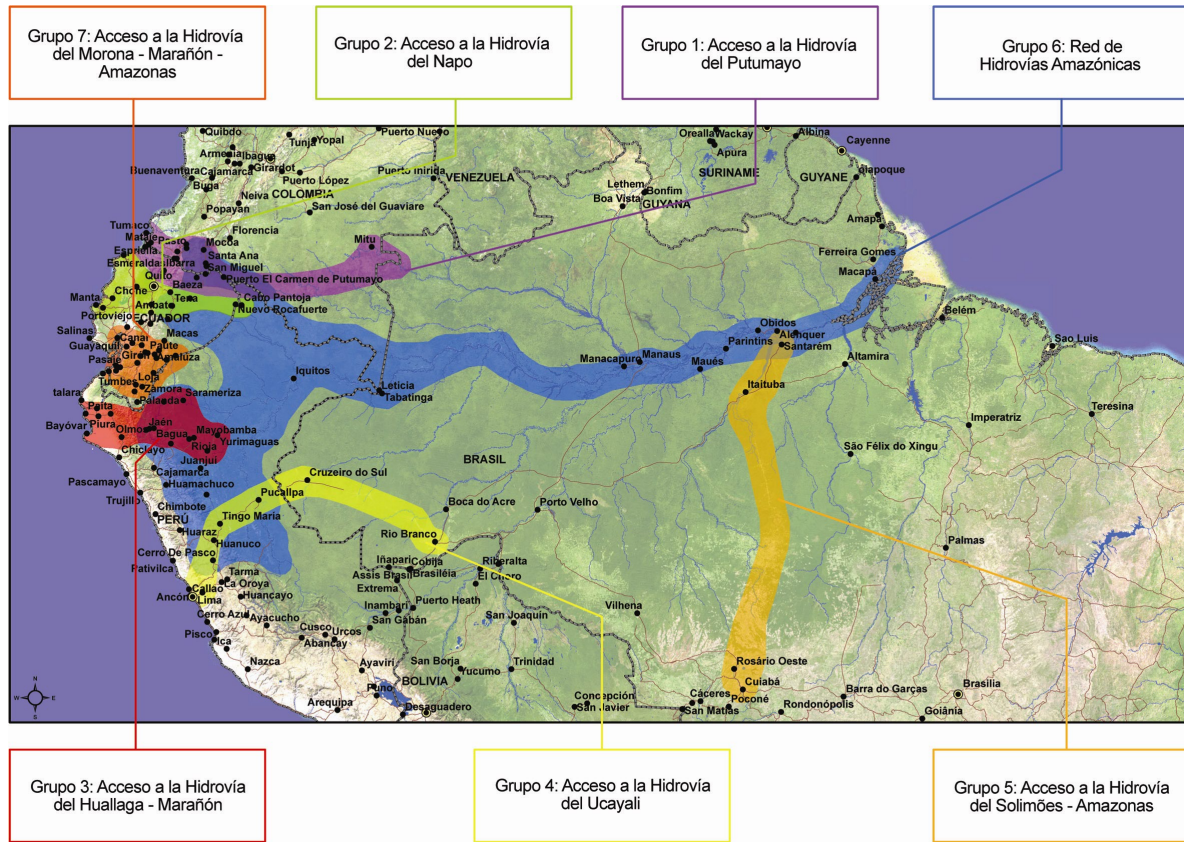 Grupo 7: Acceso a la Hidrovía
del Morona - Marañón -
Amazonas
Grupo 2: Acceso a la Hidrovía
del Napo
Grupo 1: Acceso a la Hidrovía
del Putumayo
Grupo 6: Red de
Hidrovías Amazónicas
Quibdo
Tunja
Yopal
Puerto Nuevo
Orealla
Wackay
Albina
Apura
Cayenne
Armenia
Ibague
Buenaventura
Cajamarca
Girardot
Puerto López
Puerto Inirida
VENEZUELA
SURINAME
GUYANE
Oiapoque
Buga
COLOMBIA
Lethem
Bonfim
Boa Vista
GUYANA
Neiva
San José del Guaviare
Popayan
Amapá
Florencia
Tumaco
Mataje
Pasto
Mocoa
Mitu
Ferreira Gomes
Espriella
Santa Ana
Esmeraldas
Ibarra
San Miguel
Macapá
Quito
Puerto El Carmen de Putumayo
Baeza
Chone
Tena
Cabo Pantoja
Manta
Ambato
Nuevo Rocafuerte
Belém
Portoviejo
ECUADOR
Obidos
Alenquer
Salinas
Macas
Parintins
Santarém
Sao Luis
Guayaquil
Cañar
Paute
Manacapuro
Manaus
Maués
Altamira
Pasaje
Giron
Iquitos
Leticia
Tabatinga
Itaituba
Tumbes
Loja
Zamora
Sarameriza
talara
Palanda
Paita
Imperatriz
Teresina
Bayóvar
Piura
Olmos
Jaén
Mayobamba
Bagua
Yurimaguas
Rioja
Chiclayo
Juanjui
São Félix do Xingu
Cajamarca
Cruzeiro do Sul
BRASIL
Pascamayo
Huamachuco
Trujillo
Pucallpa
Boca do Acre
Porto Velho
Chimbote
PERÚ
Tingo Maria
Huaraz
Rio Branco
Palmas
Huanuco
Cerro De Pasco
Pativilca
Iñapari
Cobija
Riberalta
Tarma
Assis Brasil
Brasiléia
El Choro
Callao
La Oroya
Extrema
Ancón
Lima
Huancayo
Puerto Heath
Vilhena
Inambari
Cerro Azul
Ayacucho
San Gabán
San Joaquín
Pisco
Cusco
Urcos
Ica
Abancay
Rosário Oeste
Nazca
Ayavirí
San Borja
Trinidad
Cuiabá
Yucumo
BOLIVIA
Brasilia
Puno
Concepción
Cáceres
Barra do Garças
Arequipa
San Javier
Poconé
San Matías
Rondonópolis
Desaguadero
Goiânia
N
W
E
S
Grupo 3: Acceso a la Hidrovía
del Huallaga - Marañón
Grupo 4: Acceso a la Hidrovía
del Ucayali
Grupo 5: Acceso a la Hidrovía
del Solimões - Amazonas